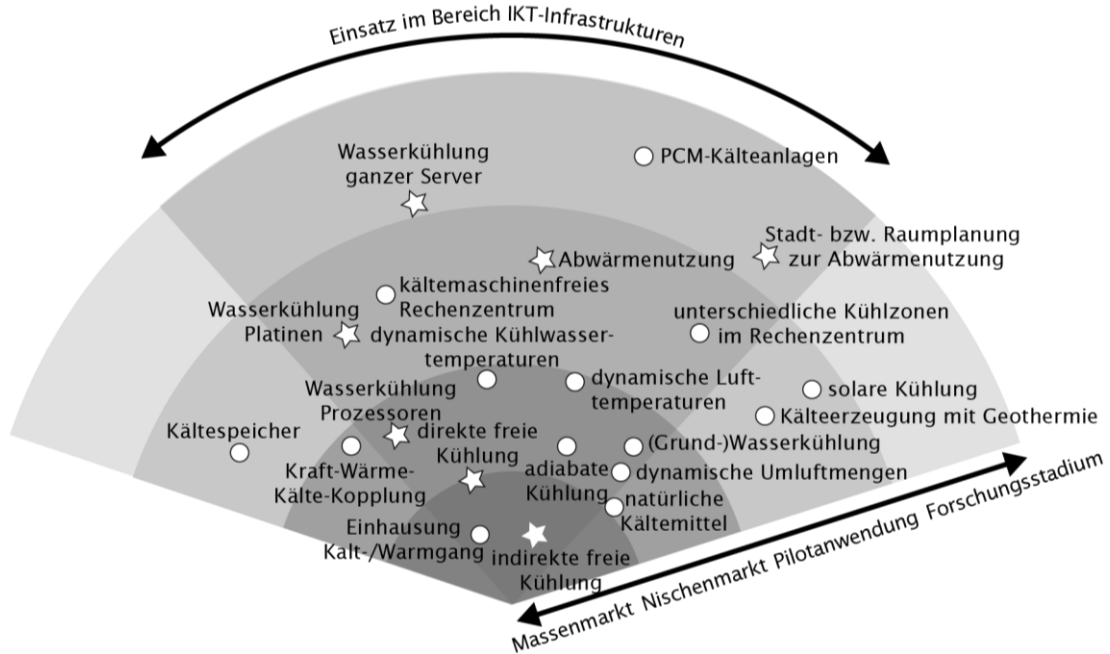 Einsatz im Bereich IKT-Infrastrukturen
Wasserkühlung
ganzer Server
PCM-Kälteanlagen
Stadt- bzw. Raumplanung
zur Abwärmenutzung
Abwärmenutzung
kältemaschinenfreies
Rechenzentrum
Wasserkühlung
Platinen
unterschiedliche Kühlzonen
im Rechenzentrum
dynamische Kühlwasser-
temperaturen
dynamische Luft-
temperaturen
solare Kühlung
Kälteerzeugung mit Geothermie
Wasserkühlung
Prozessoren
Kältespeicher
direkte freie
Kühlung
(Grund-)Wasserkühlung
Kraft-Wärme-
Kälte-Kopplung
adiabate
Kühlung
dynamische Umluftmengen
natürliche
Kältemittel
Einhausung
Kalt-/Warmgang
indirekte freie
Kühlung
Massenmarkt Nischenmarkt Pilotanwendung Forschungsstadium